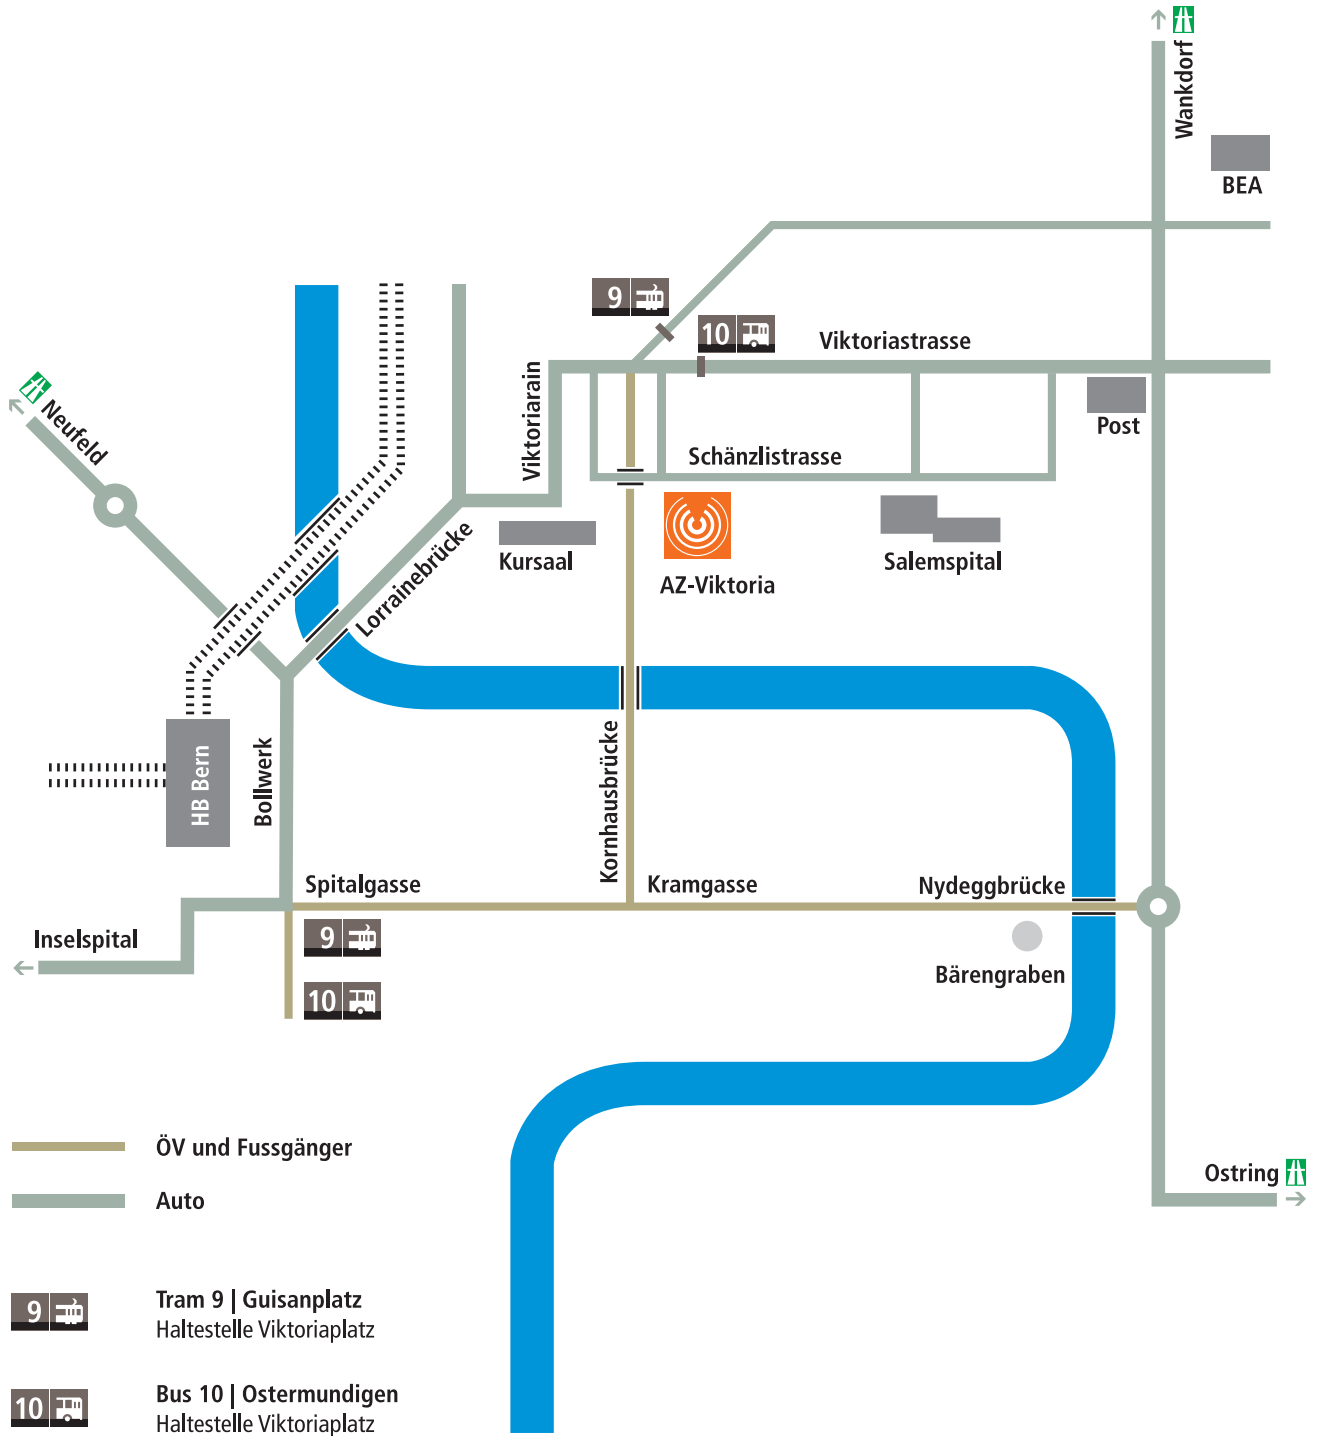 Wankdorf
BEA
9
10
Viktoriastrasse
Neufeld
Viktoriarain
Post
Schänzlistrasse
Lorrainebrücke
Kursaal
Salemspital
AZ-Viktoria
HB Bern
Bollwerk
Kornhausbrücke
Spitalgasse
Kramgasse
Nydeggbrücke
9
Inselspital
Bärengraben
10
ÖV und Fussgänger
Ostring
Auto
9
Tram 9 | Guisanplatz
Haltestelle Viktoriaplatz
10
Bus 10 | Ostermundigen
Haltestelle Viktoriaplatz